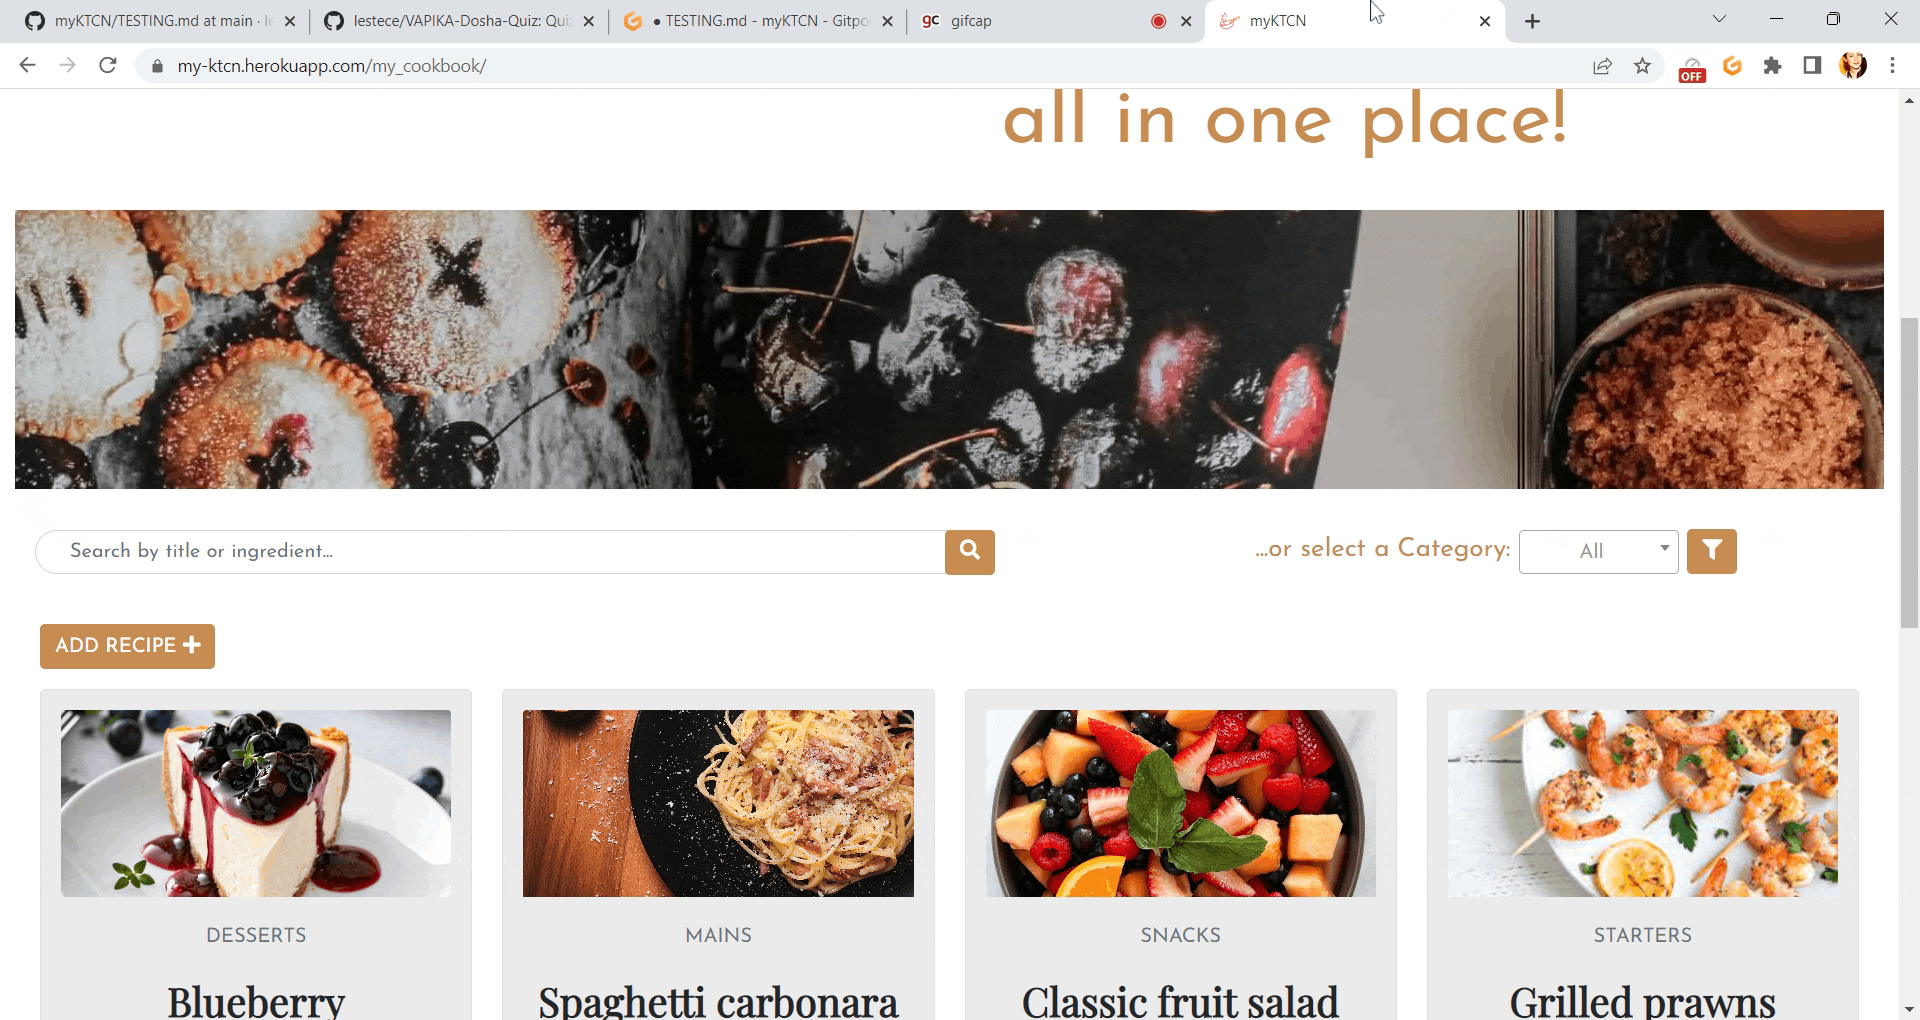 myKTCN/TESTING.md at main · le
lestece/VAPIKA-Dosha-Quiz: Qui
● TESTING.md - myKTCN - Gitpo
gc gifcap
myKTCN
my-ktcn.herokuapp.com/my_cookbook/
OFF
all in one place!
Search by title or ingredient...
...or select a Category:
All
ADD RECIPE
DESSERTS
MAINS
SNACKS
STARTERS
Blueberry
Spaghetti carbonara
Classic fruit salad
Grilled prawns